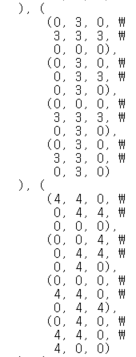 ), (
(0, 3, 0, ₩
3, 3, 3, ₩
0, 0, 0),
(0, 3, 0, ₩
0, 3, 3, ₩
0, 3, 0),
(0, 0, 0, ₩
3, 3, 3, ₩
0, 3, 0),
(0, 3, 0, ₩
3, 3, 0, ₩
0, 3, 0)
), (
(4, 4, 0, ₩
0, 4, 4, ₩
0, 0, 0),
(0, 0, 4, ₩
0, 4, 4, ₩
0, 4, 0),
(0, 0, 0, ₩
4, 4, 0, ₩
0, 4, 4),
(0, 4, 0, ₩
4, 4, 0, ₩
4, 0, 0)